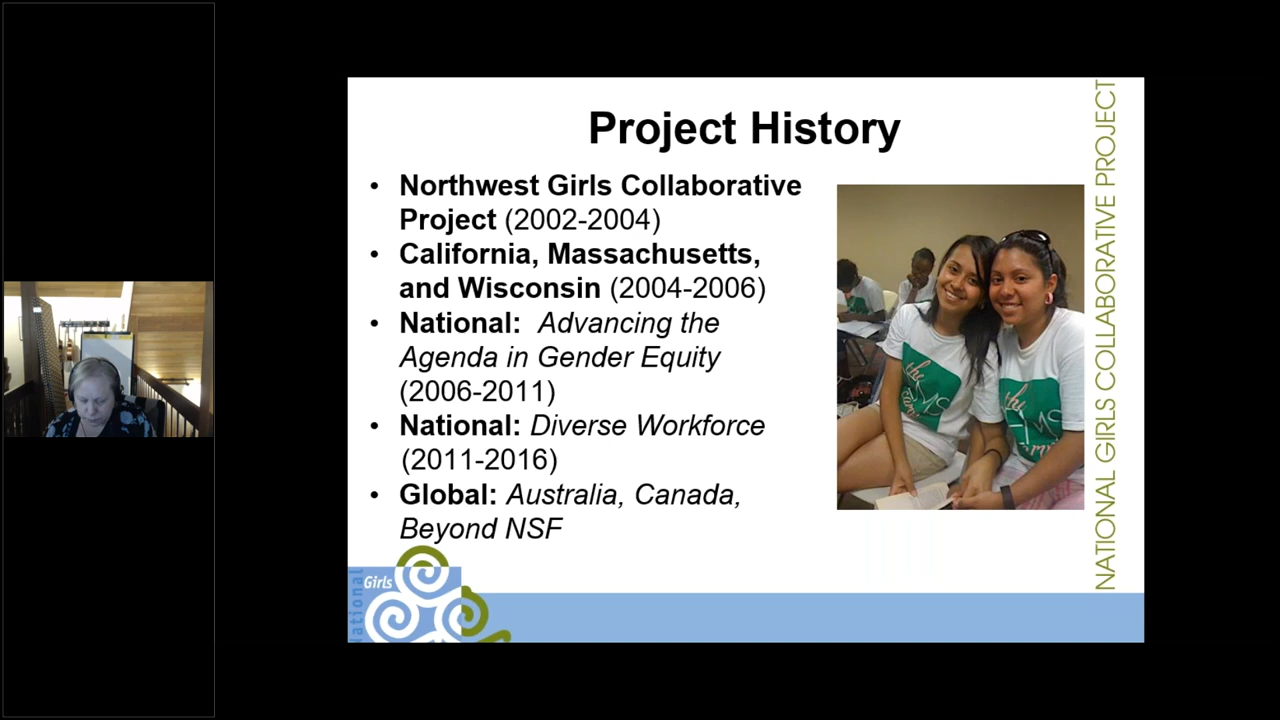 Project History
• Northwest Girls Collaborative
Project (2002-2004)
• California, Massachusetts,
and Wisconsin (2004-2006)
• National: Advancing the
Agenda in Gender Equity
(2006-2011)
• National: Diverse Workforce
(2011-2016)
• Global: Australia, Canada,
Beyond NSF
NATIONAL GIRLS COLLABORATIVE PROJECT
the
Girls
National